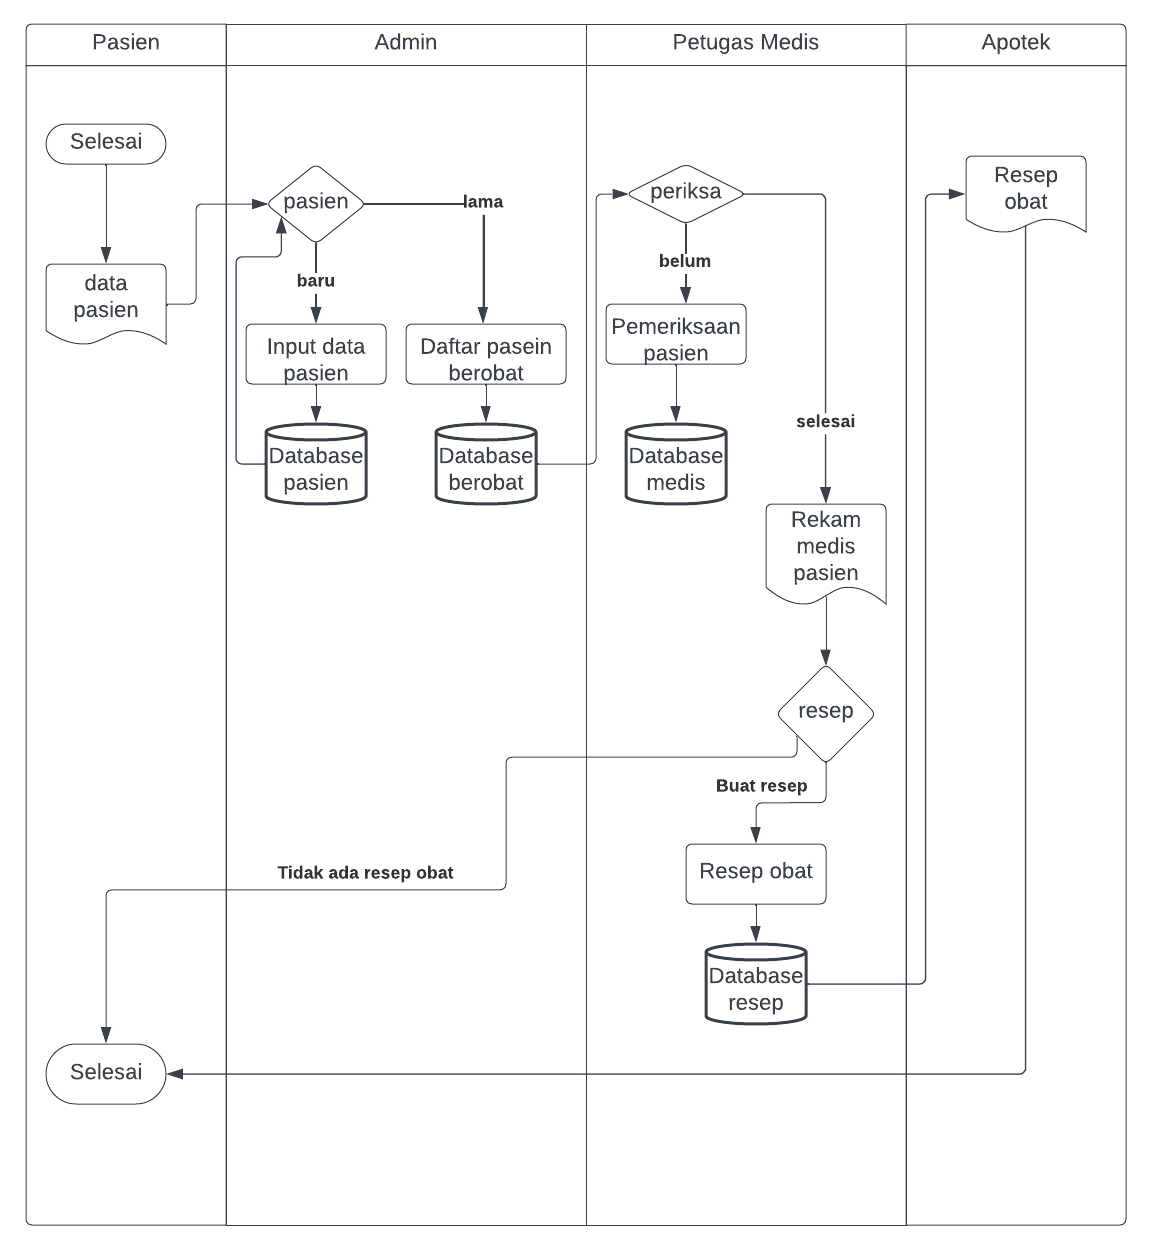 Pasien
Admin
Petugas Medis
Apotek
Selesai
data
pasien
pasien
lama
baru
Input data
pasien
Daftar pasein
berobat
Database
pasien
Database
berobat
periksa
belum
Pemeriksaan
pasien
Database
medis
selesai
Rekam
medis
pasien
resep
Buat resep
Tidak ada resep obat
Resep obat
Database
resep
Resep
obat
Selesai